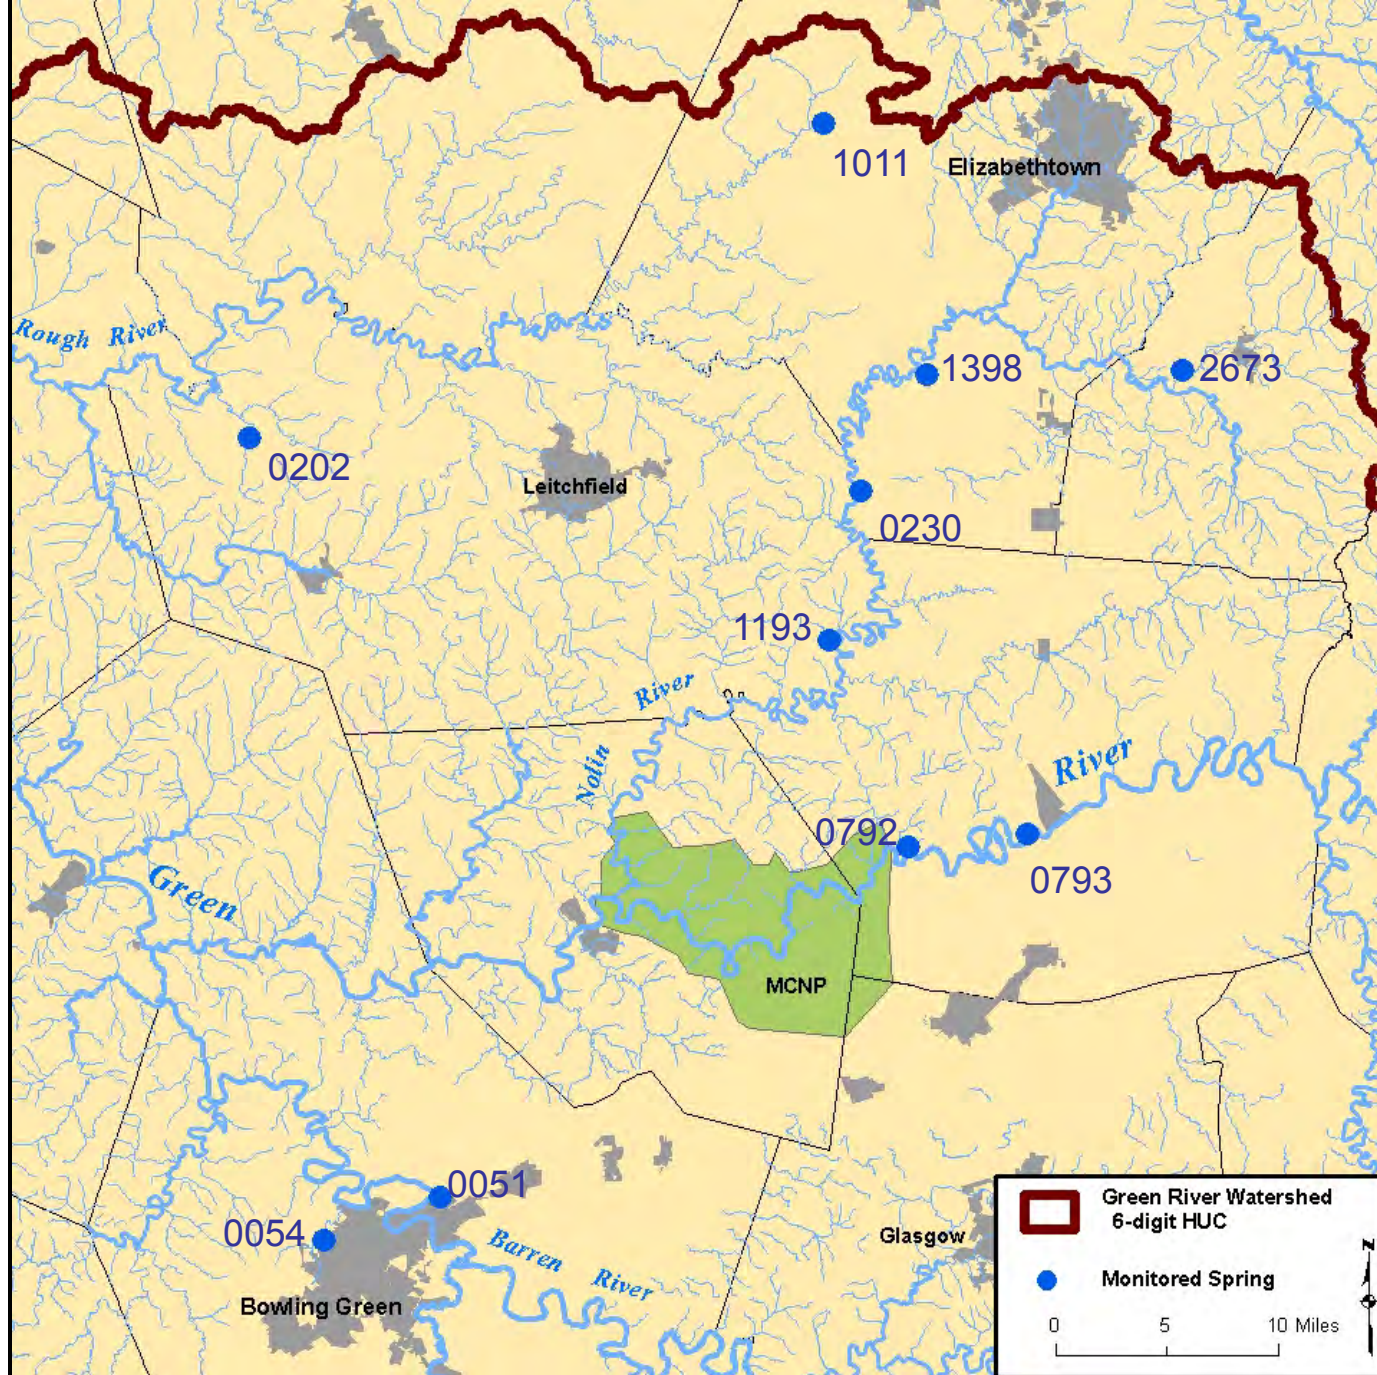 1011
Elizabethtown
Rough River
1398
2673
0202
Leitchfield
0230
1193
River
Nolin
River
0792
0793
Green
MCNP
0051
0054
Barren River
Glasgow
Bowling Green
Green River Watershed
6-digit HUC
Monitored Spring
0 5 10 Miles
N